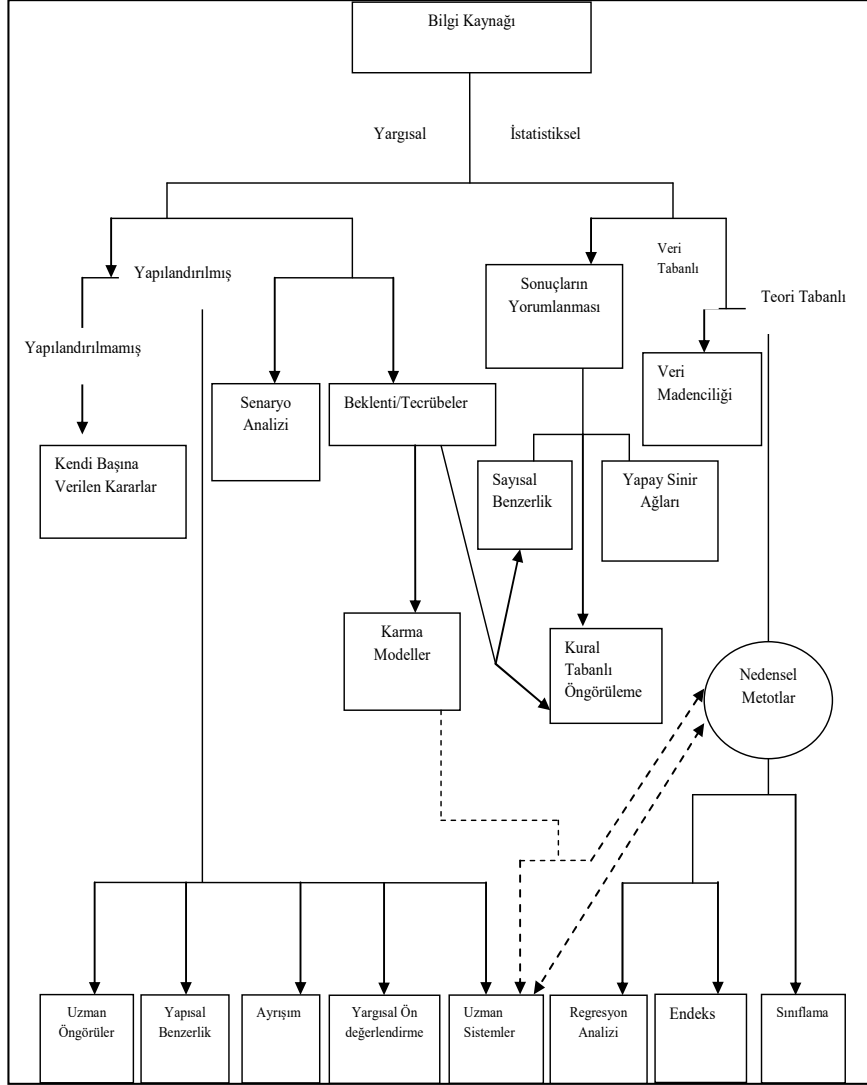 Bilgi Kaynağı
Yargısal
İstatistiksel
Yapılandırılmış
Veri
Tabanlı
Sonuçların
Yorumlanması
Teori Tabanlı
Yapılandırılmamış
Veri
Madenciliği
Senaryo
Analizi
Beklenti/Tecrübeler
Kendi Başına
Verilen Kararlar
Sayısal
Benzerlik
Yapay Sinir
Ağları
Karma
Modeller
Kural
Tabanlı
Öngörüleme
Nedensel
Metotlar
Uzman
Öngörüler
Yapısal
Benzerlik
Ayrışım
Yargısal Ön
değerlendirme
Uzman
Sistemler
Regresyon
Analizi
Endeks
Sınıflama